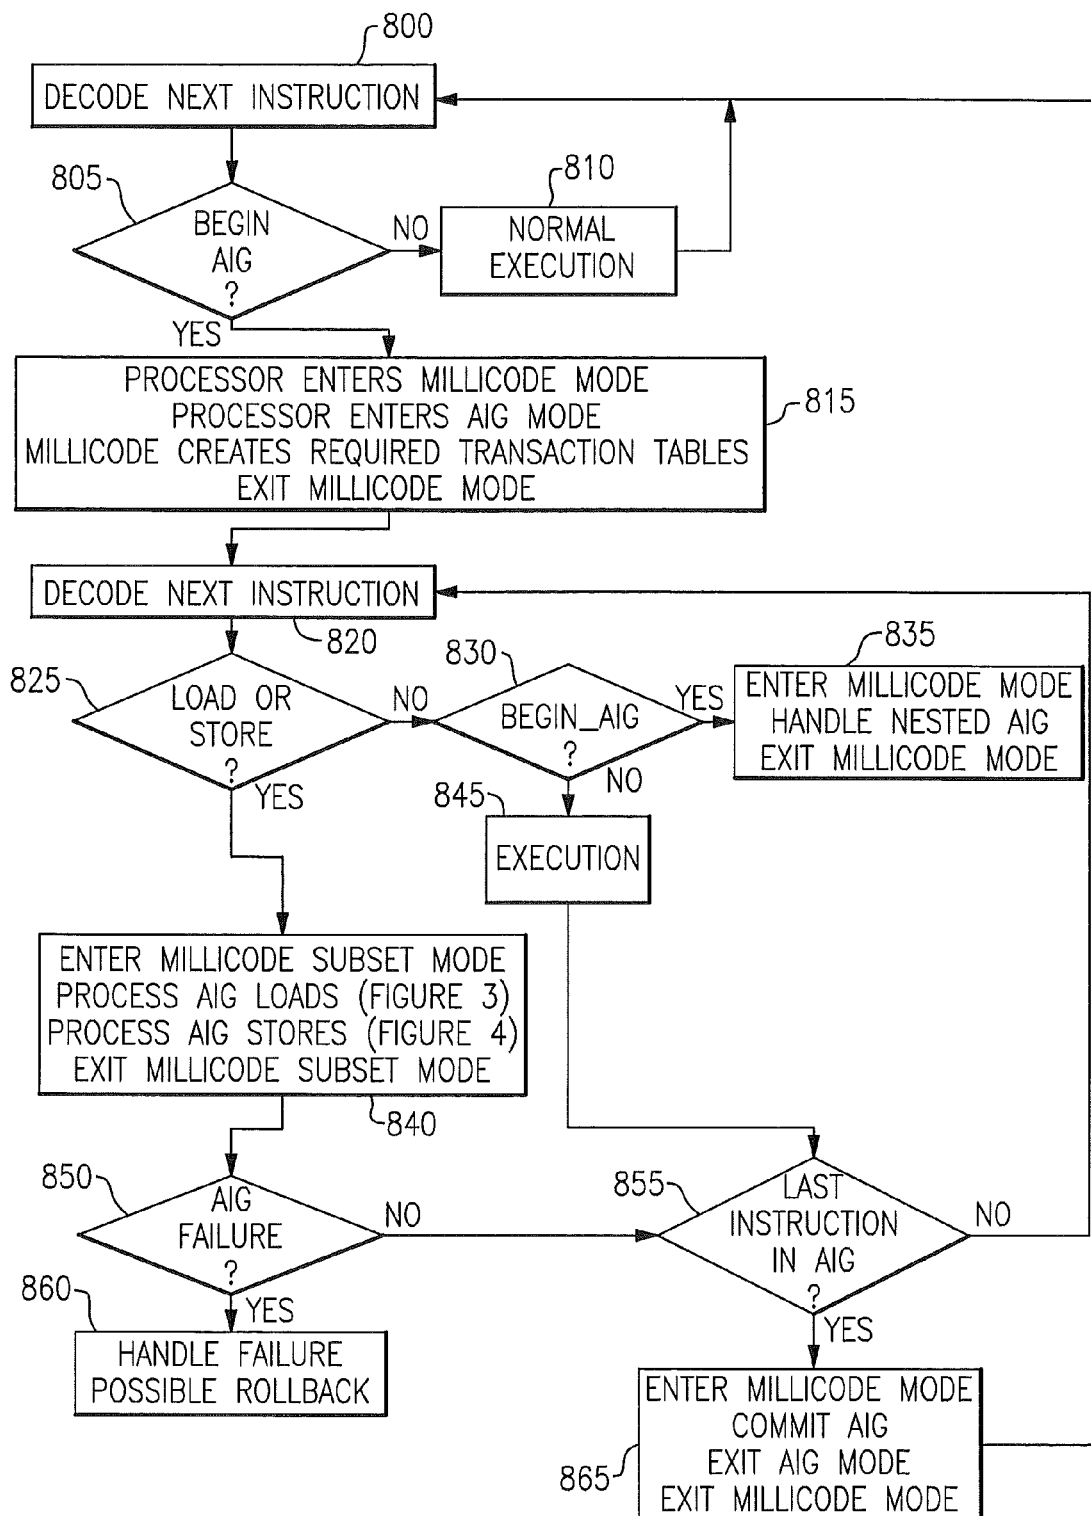 800
DECODE NEXT INSTRUCTION
805
BEGIN
AIG
?
NO
810
NORMAL
EXECUTION
YES
PROCESSOR ENTERS MILLICODE MODE
PROCESSOR ENTERS AIG MODE
MILLICODE CREATES REQUIRED TRANSACTION TABLES
EXIT MILLICODE MODE
815
DECODE NEXT INSTRUCTION
820
825
LOAD OR
STORE
?
NO
YES
830
BEGIN_AIG
?
YES
NO
835
ENTER MILLICODE MODE
HANDLE NESTED AIG
EXIT MILLICODE MODE
845
EXECUTION
ENTER MILLICODE SUBSET MODE
PROCESS AIG LOADS (FIGURE 3)
PROCESS AIG STORES (FIGURE 4)
EXIT MILLICODE SUBSET MODE
840
850
AIG
FAILURE
?
NO
YES
855
LAST
INSTRUCTION
IN AIG
?
NO
YES
860
HANDLE FAILURE
POSSIBLE ROLLBACK
ENTER MILLICODE MODE
COMMIT AIG
EXIT AIG MODE
EXIT MILLICODE MODE
865